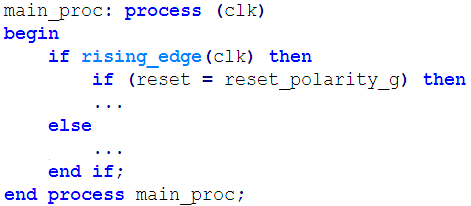 main_proc: process (clk)
begin
    if rising_edge(clk) then
        if (reset = reset_polarity_g) then
        ...
    else
        ...
    end if;
end process main_proc;